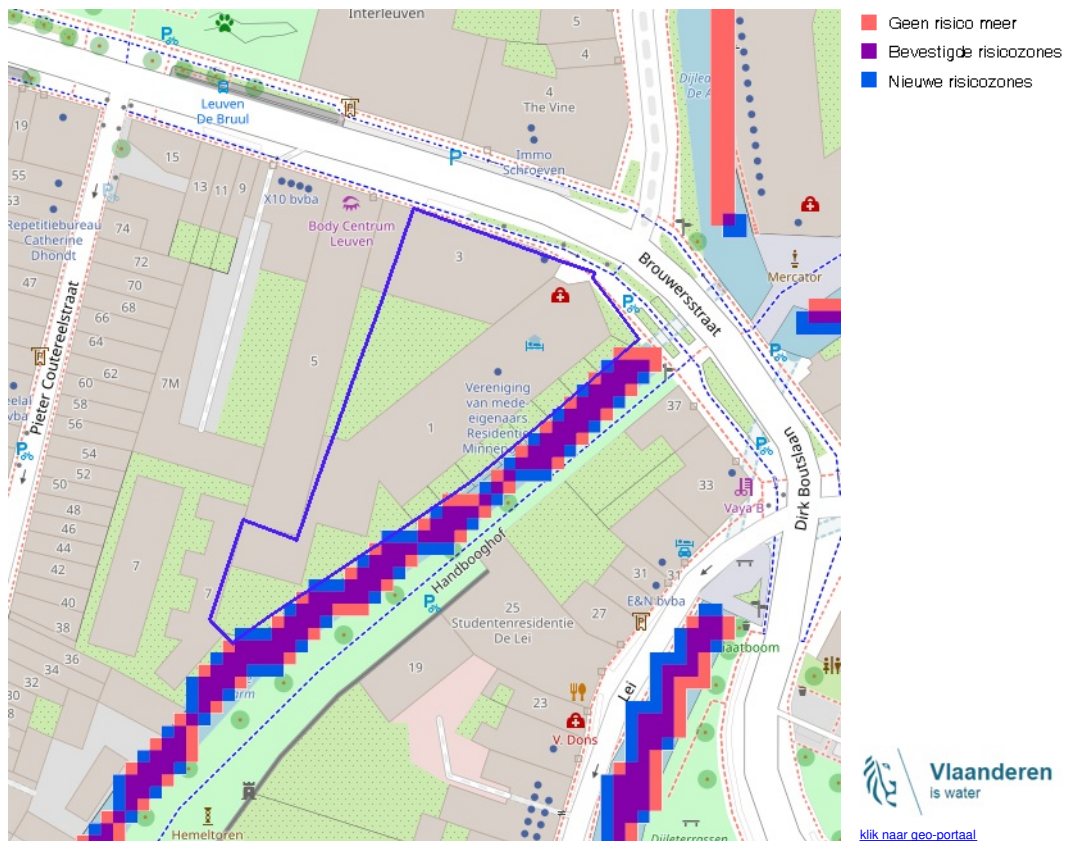 Interleuven
Geen risico meer
Bevestigde risicozones
Nieuwe risicozones
5
4
Leuven
De Bruul
4
The Vine
Immo
Schroeven
19
55
53
15
13
11
9
X10 bvba
Body Centrum
Leuven
3
Repetitiebureau
Catherine
Dhondt
74
72
70
68
66
64
62
60
58
56
54
52
50
48
46
44
42
40
38
36
34
32
30
47
7M
5
7
7
1
Pieter Coutereelstraat
Brouwersstraat
Mercator
Vereniging
van mede-
eigenaars
Residentie
37
33
Vaya B
Dirk Boutslaan
Handbooghof
31
31
E&N bvba
27
25
Studentenresidentie
De Lei
19
23
Lei
V. Dons
Hemeltoren
Dijleterrassen
Vlaanderen
is water
klik naar geo-portaal